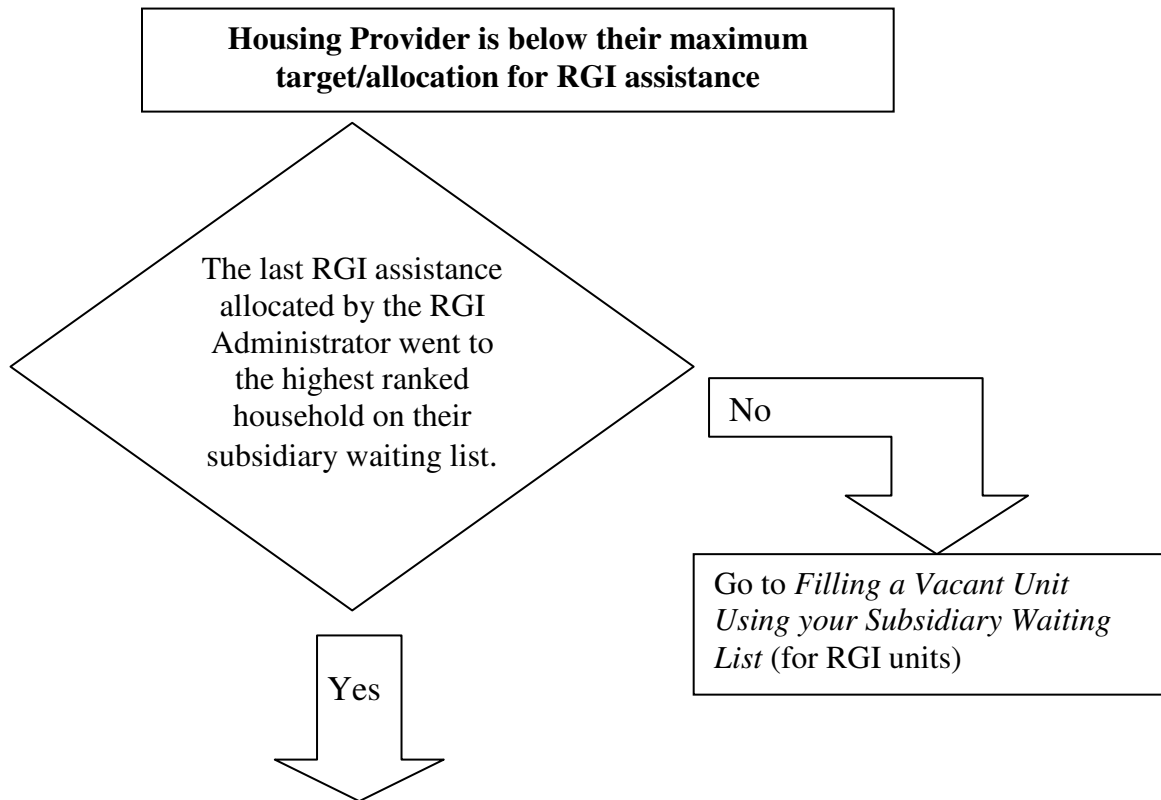 Housing Provider is below their maximum
target/allocation for RGI assistance
The last RGI assistance
allocated by the RGI
Administrator went to
the highest ranked
household on their
subsidiary waiting list.
No
Go to Filling a Vacant Unit
Using your Subsidiary Waiting
List (for RGI units)
Yes